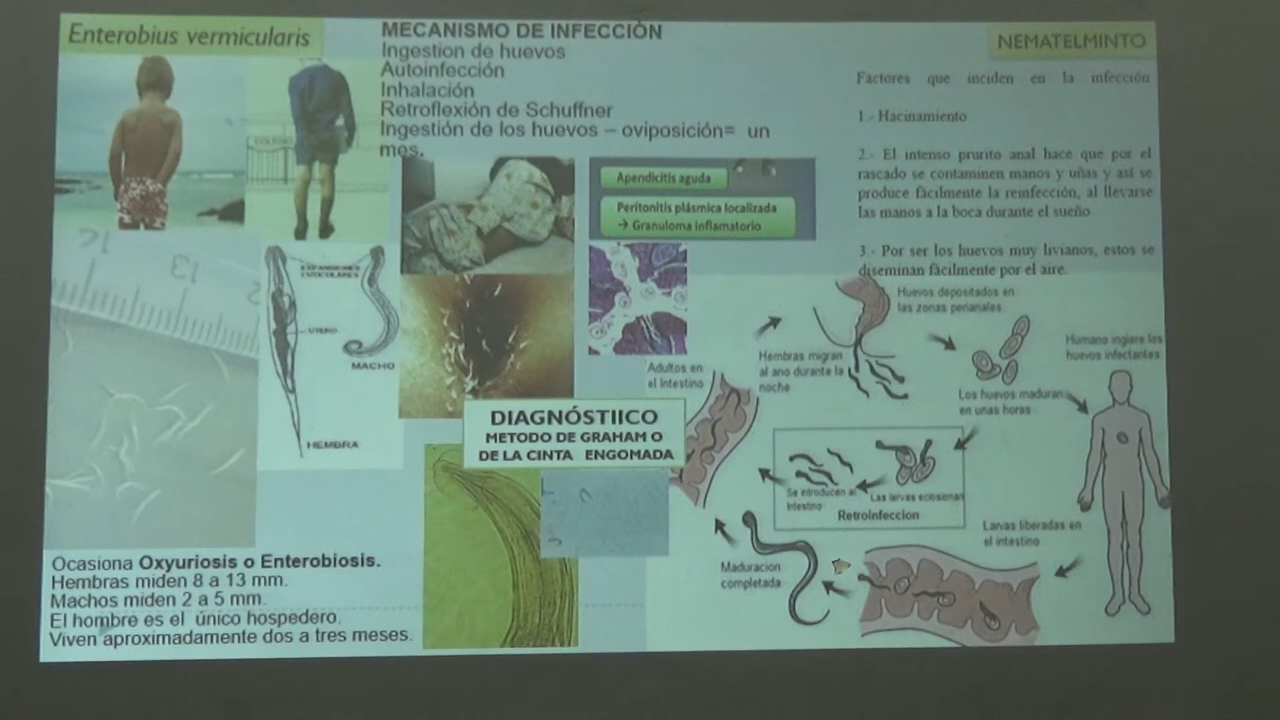 Enterobius vermicularis
MECANISMO DE INFECCIÓN
Ingestion de huevos
Autoinfección
Inhalación
Retroflexión de Schuffner
Ingestión de los huevos – oviposición= un
mes.
NEMATELMINTO
Factores que inciden en la infección
1.- Hacinamiento
2.- El intenso prurito anal hace que por el
rascado se contaminen manos y uñas y así se
produce fácilmente la reinfección, al llevarse
las manos a la boca durante el sueño
3.- Por ser los huevos muy livianos, estos se
diseminan fácilmente por el aire.
COLEGIO
Apendicitis aguda
Peritonitis plásmica localizada
→ Granuloma inflamatorio
12
13
EXPANSIONES
CUTICULARES
UTERO
MACHO
HEMBRA
DIAGNÓSTIICO
METODO DE GRAHAM O
DE LA CINTA ENGOMADA
Adultos en
el Intestino
Hembras migran
al ano durante la
noche
Huevos depositados en
las zonas perianales
Los huevos maduran
en unas horas
Humano ingiere los
huevos infectantes
Se introducen al
Intestino
Las larvas eclosionan
Retroinfeccion
Larvas liberadas en
el intestino
Maduracion
completada
Ocasiona Oxyuriosis o Enterobiosis.
Hembras miden 8 a 13 mm.
Machos miden 2 a 5 mm.
El hombre es el único hospedero.
Viven aproximadamente dos a tres meses.